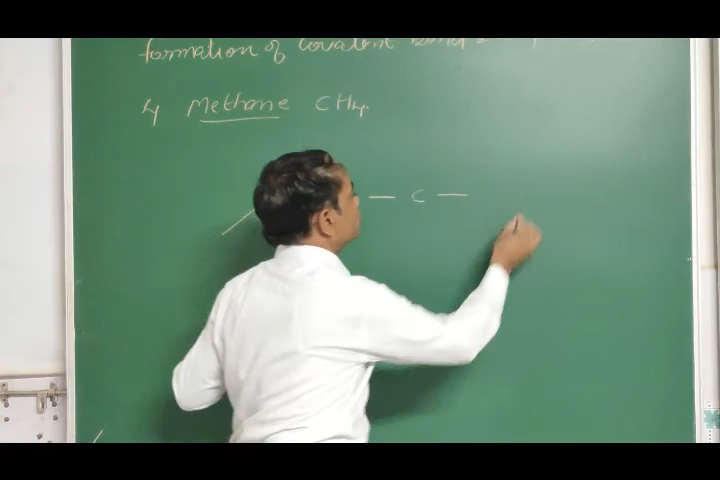 formation of covalent
4 Methane CH4.
— C —